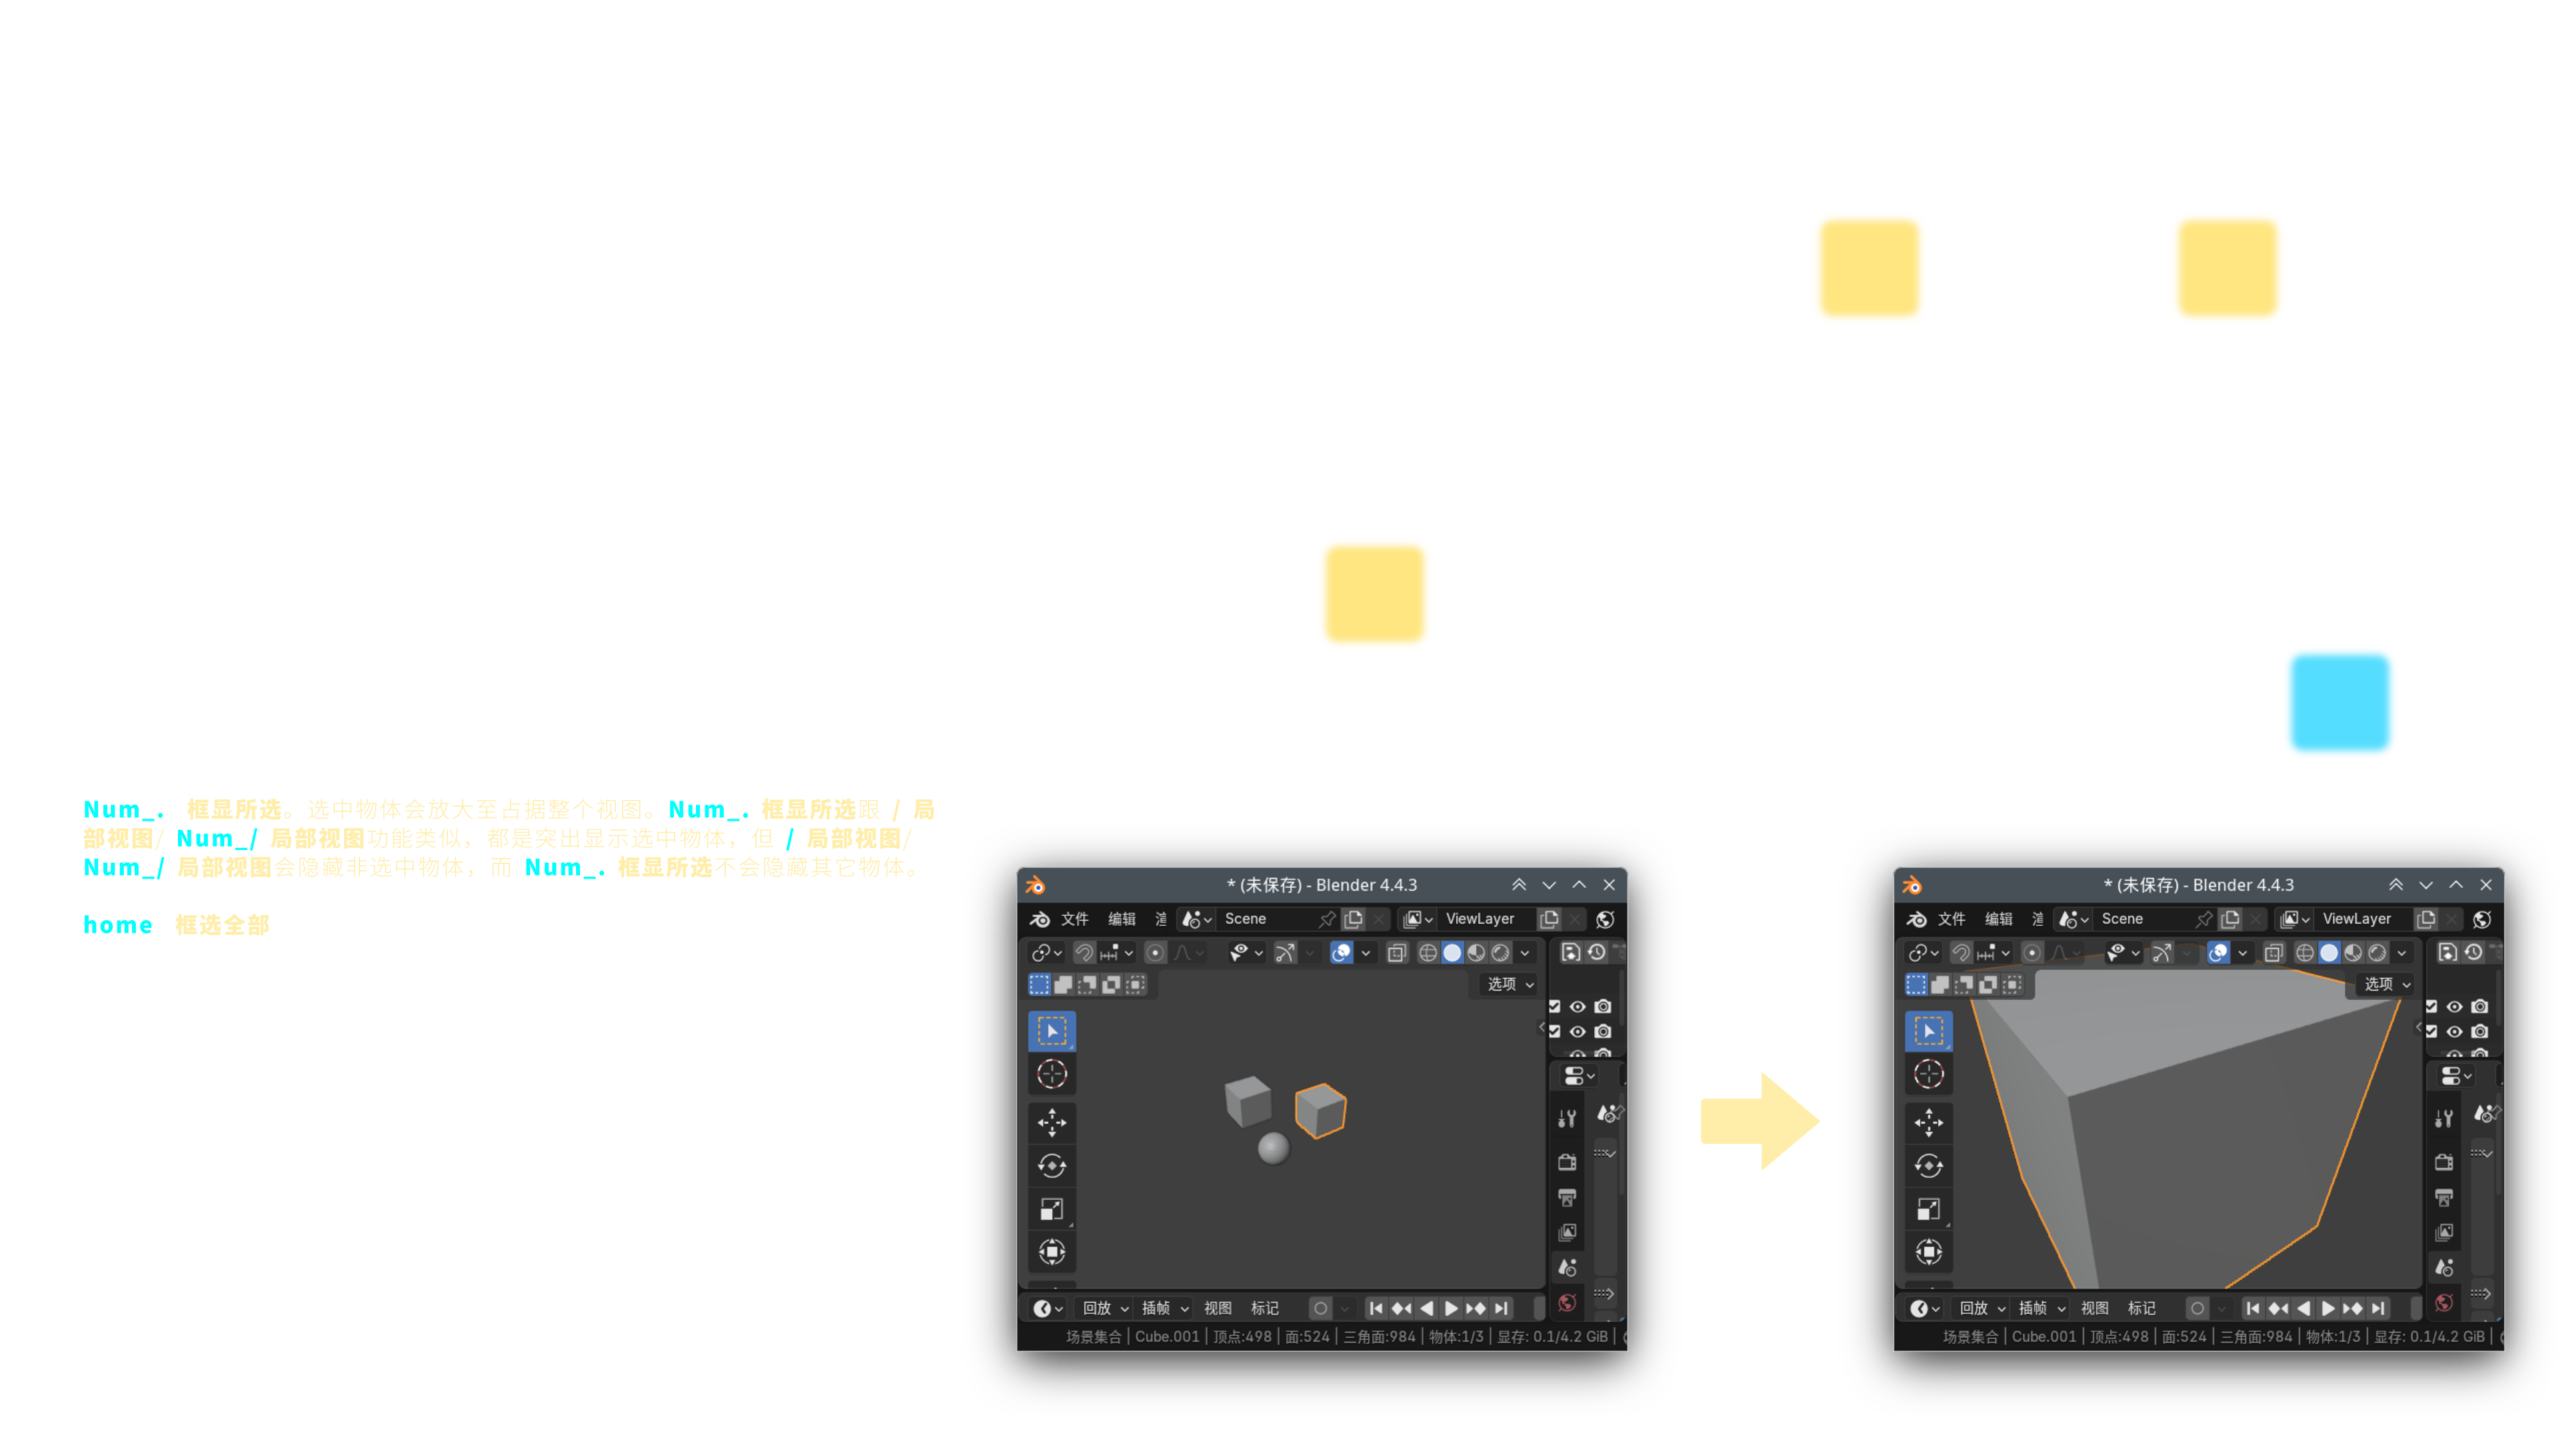 Num_. 框显所选。选中物体会放大至占据整个视图。Num_. 框显所选跟 / 局
部视图/ Num_/ 局部视图功能类似，都是突出显示选中物体，但 / 局部视图/
Num_/ 局部视图会隐藏非选中物体，而 Num_. 框显所选不会隐藏其它物体。
home 框选全部
* (未保存) - Blender 4.4.3
文件 编辑 Scene ViewLayer
选项
回放 插帧 视图 标记
场景集合 | Cube.001 | 顶点:498 | 面:524 | 三角面:984 | 物体:1/3 | 显存: 0.1/4.2 GiB |
* (未保存) - Blender 4.4.3
文件 编辑 Scene ViewLayer
选项
回放 插帧 视图 标记
场景集合 | Cube.001 | 顶点:498 | 面:524 | 三角面:984 | 物体:1/3 | 显存: 0.1/4.2 GiB |